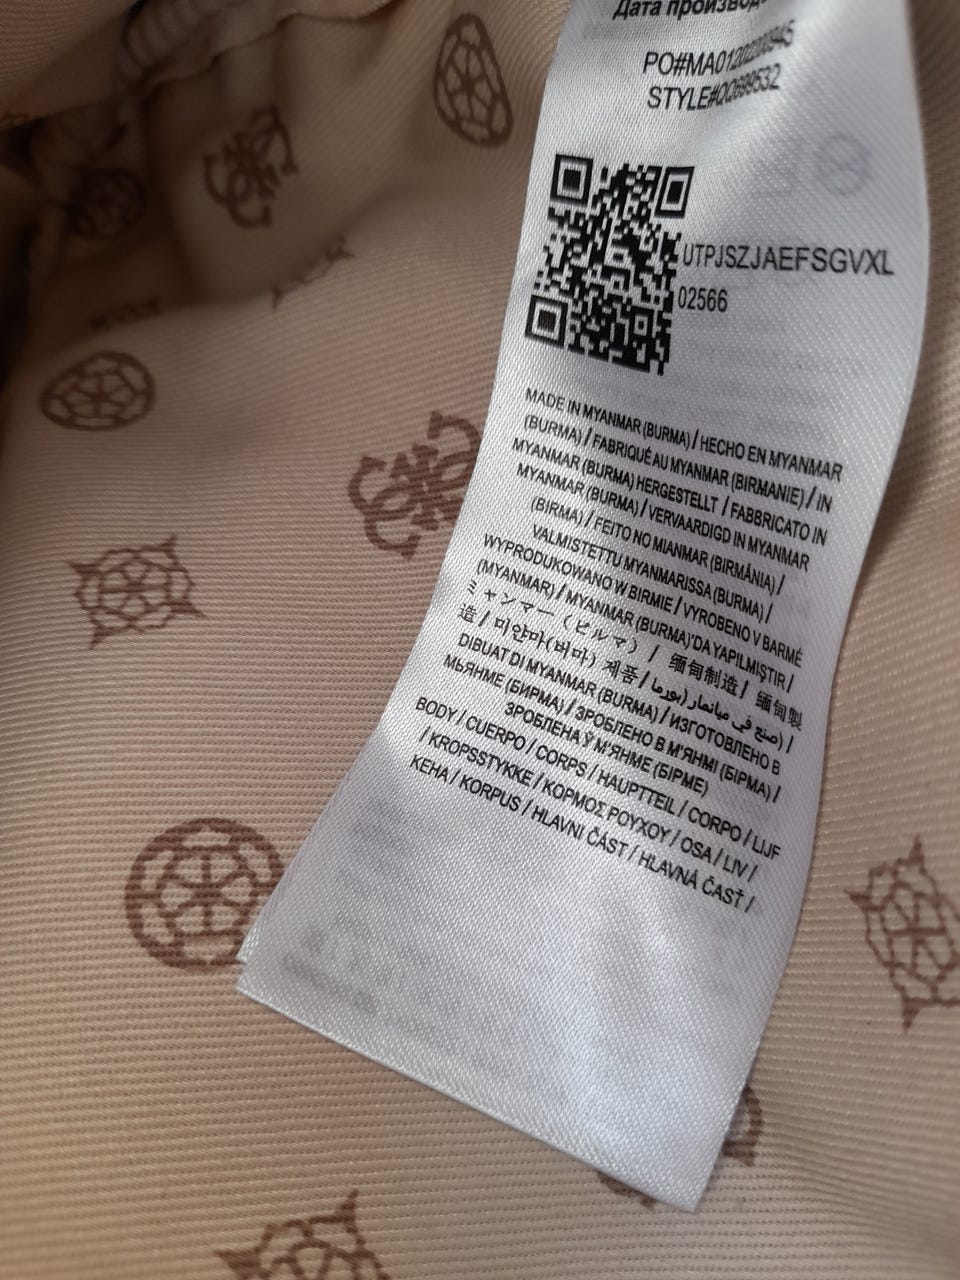 Дата
PO#MA01202200945
STYLE#QQ699532
UTPJSZJAEFSGVXL
02566
MADE IN MYANMAR (BURMA) / HECHO EN MYANMAR
(BURMA) / FABRIQUÉ AU MYANMAR (BIRMANIE) / IN
MYANMAR (BURMA) HERGESTELLT / FABBRICATO IN
MYANMAR (BURMA) / VERVAARDIGD IN MYANMAR
(BIRMA) / FEITO NO MIANMAR (BIRMÂNIA) /
VALMISTETTU MYANMARISSA (BURMA) /
WYPRODUKOWANO W BIRMIE / VYROBENO V BARMĚ
(MYANMAR) / MYANMAR (BURMA)'DA YAPILMIŞTIR /
ミャンマー (ビルマ) / 缅甸制造 / 緬甸製
造 / 미얀마(버마) 제품 / صنع في ميانمار (بورما) /
DIBUAT DI MYANMAR (BURMA) / ИЗГОТОВЛЕНО В
МЬЯНМЕ (БИРМА) / ЗРОБЛЕНО В М'ЯНМІ (БІРМА) /
ЗРОБЛЕНА Ў М'ЯНМЕ (БІРМЕ)
BODY / CUERPO / CORPS / HAUPTTEIL / CORPO / LIJF
/ KROPSSTYKKE / ΚΟΡΜΟΣ ΡΟΥΧΟΥ / OSA / LIV /
KEHA / KORPUS / HLAVNÍ ČÁST / HLAVNÁ ČASŤ /